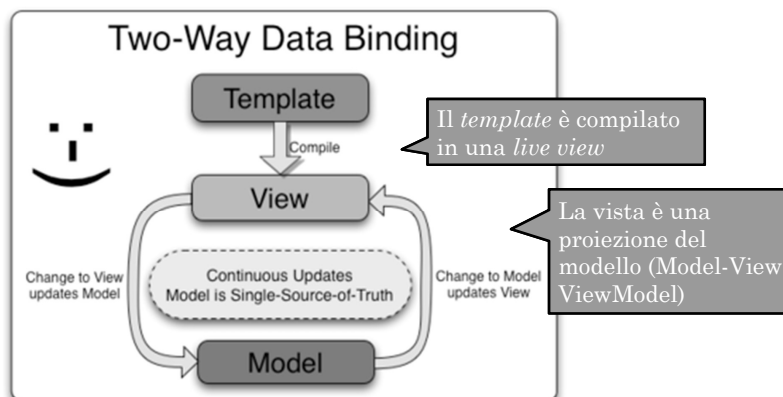 Two-Way Data Binding
Template
Compile
Il template è compilato
in una live view
View
La vista è una
proiezione del
modello (Model-View
ViewModel)
Change to View
updates Model
Continuous Updates
Model is Single-Source-of-Truth
Change to Model
updates View
Model